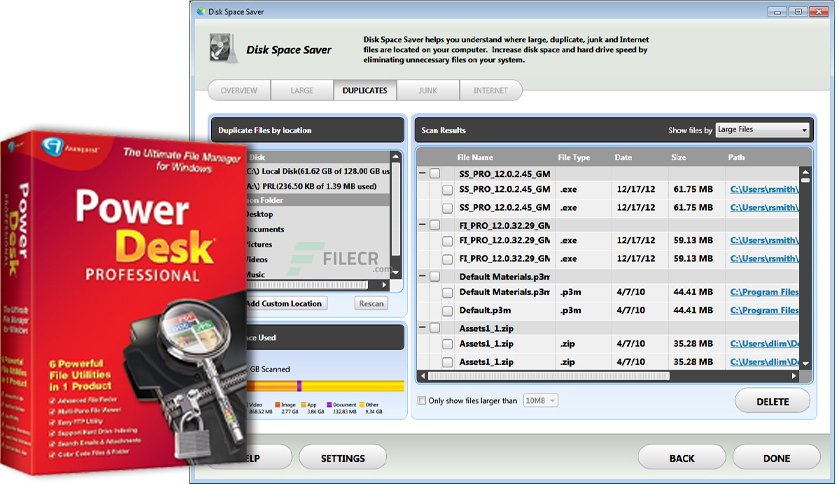 Disk Space Saver
Disk Space Saver
Disk Space Saver helps you understand where large, duplicate, junk and Internet
files are located on your computer. Increase disk space and hard drive speed by
eliminating unnecessary files on your system.
OVERVIEW LARGE DUPLICATES JUNK INTERNET
Duplicate Files by location
Disk
C:\) Local Disk(61.62 GB of 128.00 GB us
A:\) PRL(236.50 KB of 1.39 MB used)
on Folder
Desktop
Documents
Pictures
Videos
Music
Add Custom Location Rescan
FILECR
.com
ce Used
GB Scanned
Video Image App Document Other
868.52 MB 2.77 GB 3.86 GB 132.83 MB 9.34 GB
Scan Results Show files by Large Files
File Name File Type Date Size Path
SS_PRO_12.0.2.45_GM
SS_PRO_12.0.2.45_GM .exe 12/17/12 61.75 MB C:\Users\rsmith\
SS_PRO_12.0.2.45_GM .exe 12/17/12 61.75 MB C:\Users\rsmith\
FI_PRO_12.0.32.29_GM
FI_PRO_12.0.32.29_GM .exe 12/17/12 59.13 MB C:\Users\rsmith\
FI_PRO_12.0.32.29_GM .exe 12/17/12 59.13 MB C:\Users\rsmith\
Default Materials.p3m
Default Materials.p3m .p3m 4/7/10 44.41 MB C:\Program Files
Default.p3m .p3m 4/7/10 44.41 MB C:\Program Files
Assets1_1.zip
Assets1_1.zip .zip 4/7/10 35.28 MB C:\Users\dlim\De
Assets1_1.zip .zip 4/7/10 35.28 MB C:\Users\dlim\Do
Only show files larger than 10MB
DELETE
ELP SETTINGS BACK DONE
Avanquest
The Ultimate File Manager
for Windows
Power
Desk
PROFESSIONAL
6 Powerful
File Utilities
in 1 Product
Advanced File Finder
Multi-Pane File Viewer
Easy FTP Utility
Support Hard Drive Indexing
Search Emails & Attachments
Color Code Files & Folder
Power Desk
PROFESSIONAL